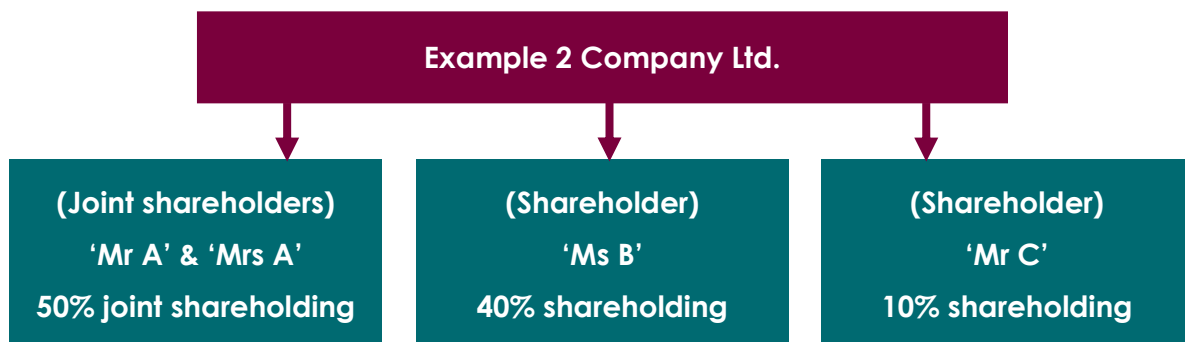 Example 2 Company Ltd.
(Joint shareholders)
‘Mr A’ & ‘Mrs A’
50% joint shareholding
(Shareholder)
‘Ms B’
40% shareholding
(Shareholder)
‘Mr C’
10% shareholding